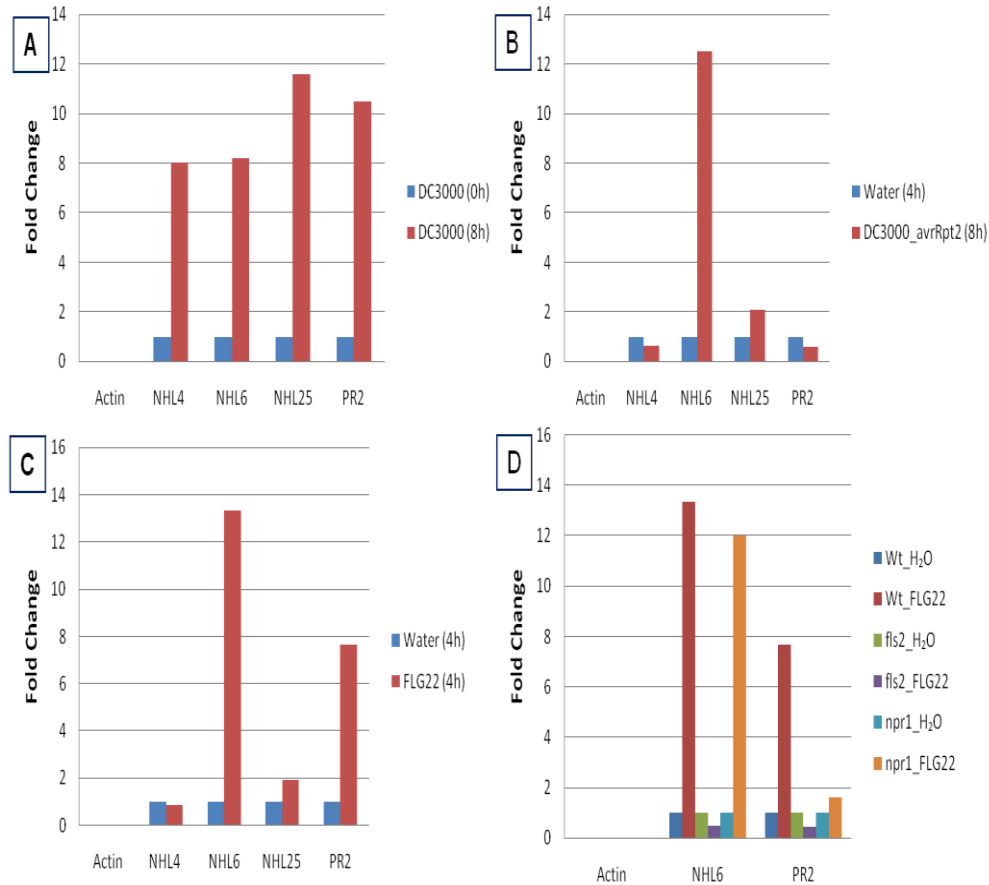 A
Fold Change
14
12
10
8
6
4
2
0
Actin NHL4 NHL6 NHL25 PR2
DC3000 (0h)
DC3000 (8h)
B
Fold Change
14
12
10
8
6
4
2
0
Actin NHL4 NHL6 NHL25 PR2
Water (4h)
DC3000_avrRpt2 (8h)
C
Fold Change
16
14
12
10
8
6
4
2
0
Actin NHL4 NHL6 NHL25 PR2
Water (4h)
FLG22 (4h)
D
Fold Change
16
14
12
10
8
6
4
2
0
Actin NHL6 PR2
Wt_H₂O
Wt_FLG22
fls2_H₂O
fls2_FLG22
npr1_H₂O
npr1_FLG22